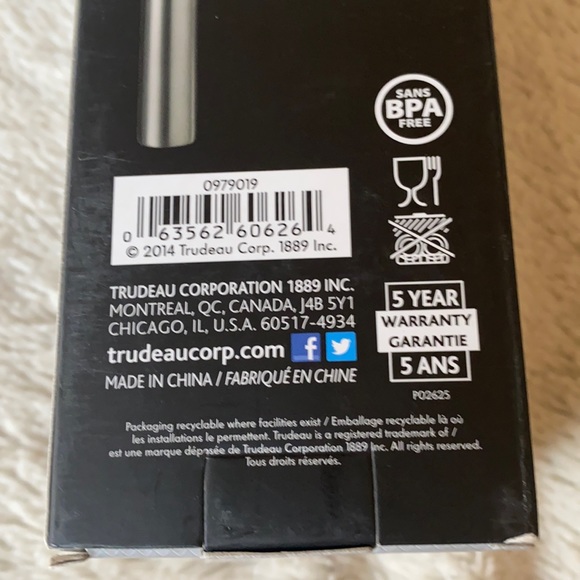 SANS
BPA
FREE
0979019
0 63562 60626 4
© 2014 Trudeau Corp. 1889 Inc.
TRUDEAU CORPORATION 1889 INC.
MONTREAL, QC, CANADA, J4B 5Y1
CHICAGO, IL, U.S.A. 60517-4934
trudeaucorp.com f
MADE IN CHINA / FABRIQUÉ EN CHINE
5 YEAR
WARRANTY
GARANTIE
5 ANS
P02625
Packaging recyclable where facilities exist / Emballage recyclable là où
les installations le permettent. Trudeau is a registered trademark of /
est une marque déposée de Trudeau Corporation 1889 Inc. All rights reserved.
Tous droits réservés.